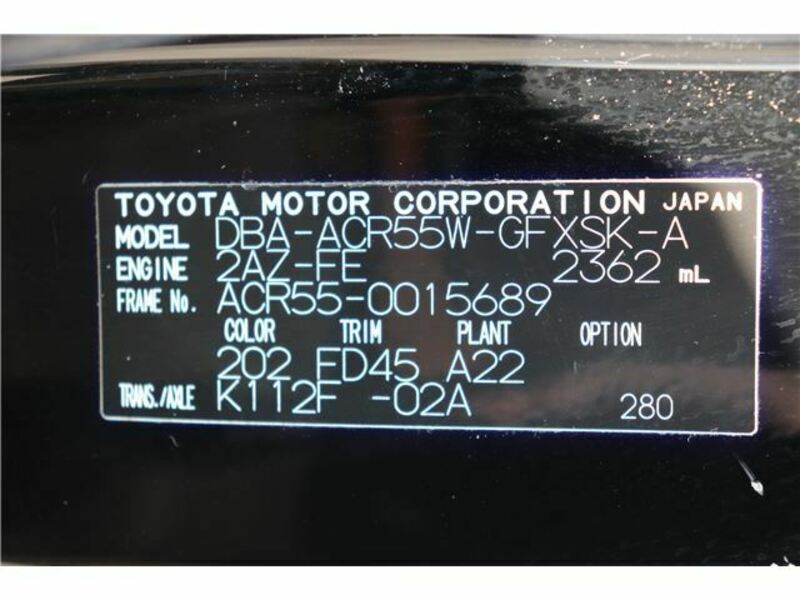 TOYOTA MOTOR CORPORATION JAPAN
MODEL DBA-ACR55W-GFXSK-A
ENGINE 2AZ-FE 2362 mL
FRAME No. ACR55-0015689
COLOR TRIM PLANT OPTION
202 FD45 A22
TRANS./AXLE K112F -02A 280